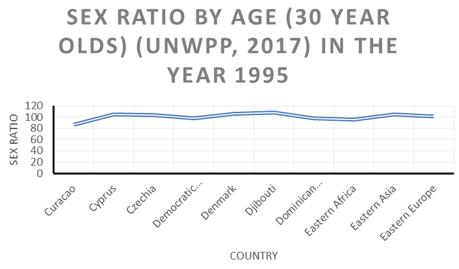 SEX RATIO BY AGE (30 YEAR
OLDS) (UNWPP, 2017) IN THE
YEAR 1995
120
100
80
60
40
20
0
SEX RATIO
Curacao
Cyprus
Czechia
Democratic...
Denmark
Djibouti
Dominican...
Eastern Africa
Eastern Asia
Eastern Europe
COUNTRY